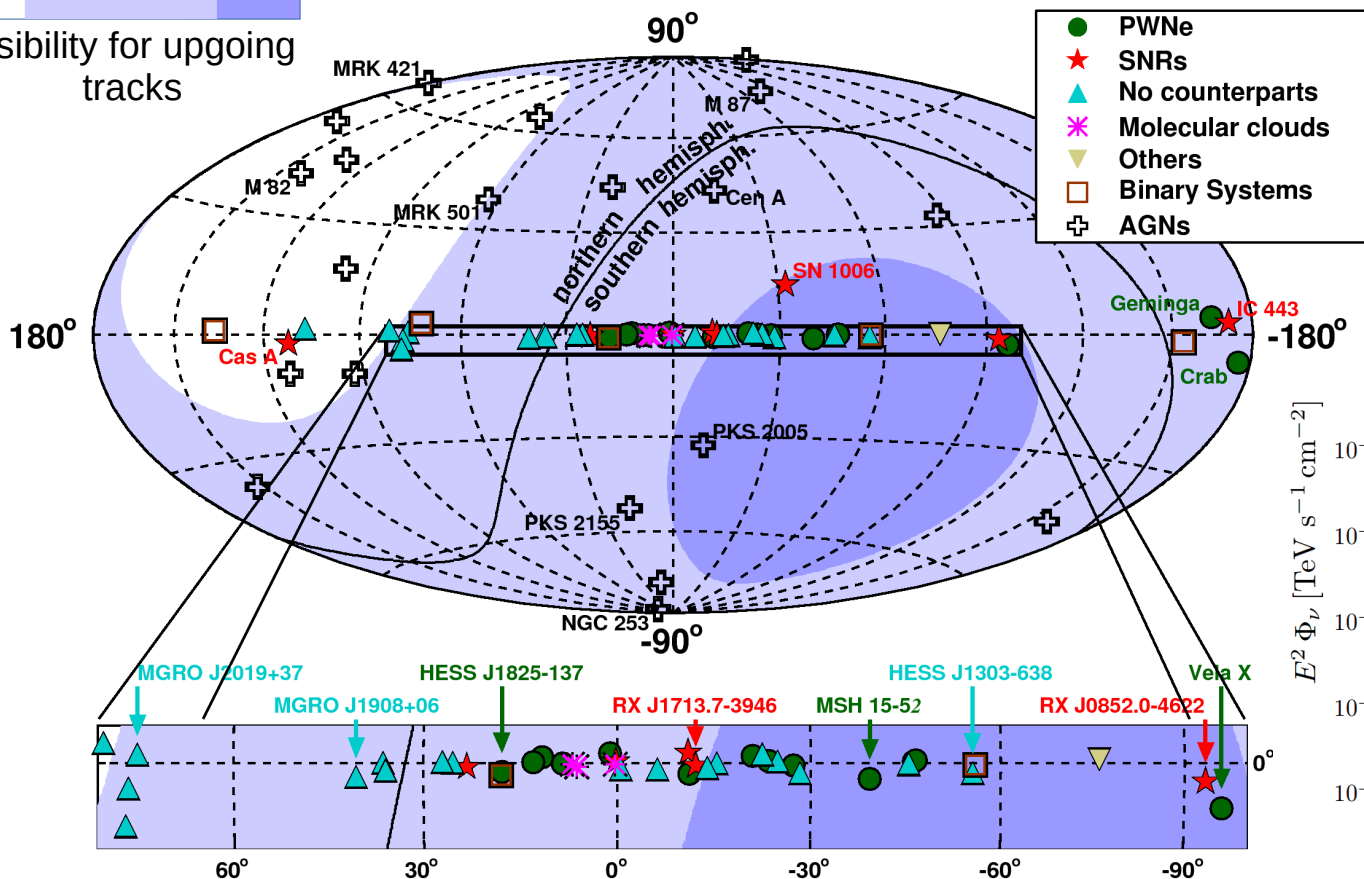 sibility for upgoing
tracks
90°
PWNe
SNRs
No counterparts
Molecular clouds
Others
Binary Systems
AGNs
MRK 421
M 87
M 82
MRK 501
Cen A
northern hemisph.
southern hemisph.
SN 1006
Geminga
IC 443
180°
-180°
Cas A
Crab
PKS 2005
PKS 2155
NGC 253
-90°
E² Φν [TeV s⁻¹ cm⁻²]
10⁻
10⁻
10⁻
10⁻
MGRO J2019+37
HESS J1825-137
HESS J1303-638
Vela X
MGRO J1908+06
RX J1713.7-3946
MSH 15-52
RX J0852.0-4622
0°
60°
30°
0°
-30°
-60°
-90°